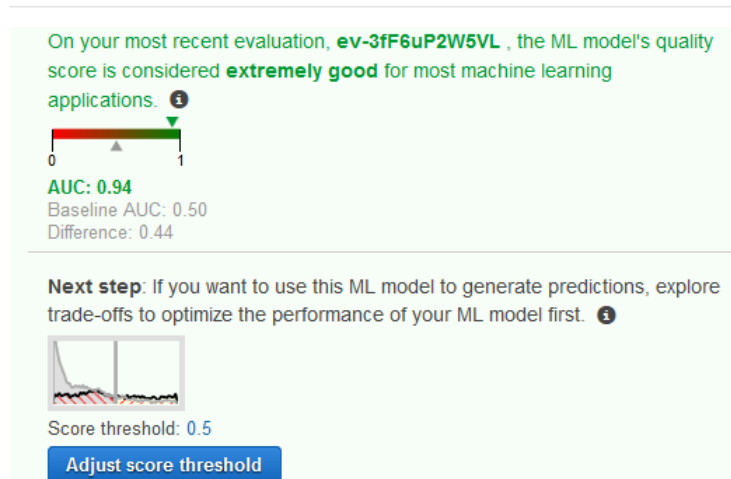 On your most recent evaluation, ev-3fF6uP2W5VL , the ML model's quality
score is considered extremely good for most machine learning
applications.
0 1
AUC: 0.94
Baseline AUC: 0.50
Difference: 0.44
Next step: If you want to use this ML model to generate predictions, explore
trade-offs to optimize the performance of your ML model first.
Score threshold: 0.5
Adjust score threshold